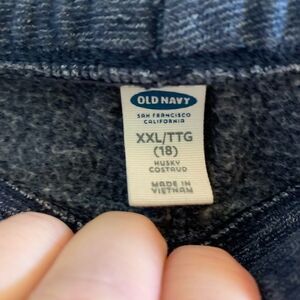 OLD NAVY
SAN FRANCISCO
CALIFORNIA
XXL/TTG
(18)
HUSKY
COSTAUD
MADE IN
VIETNAM